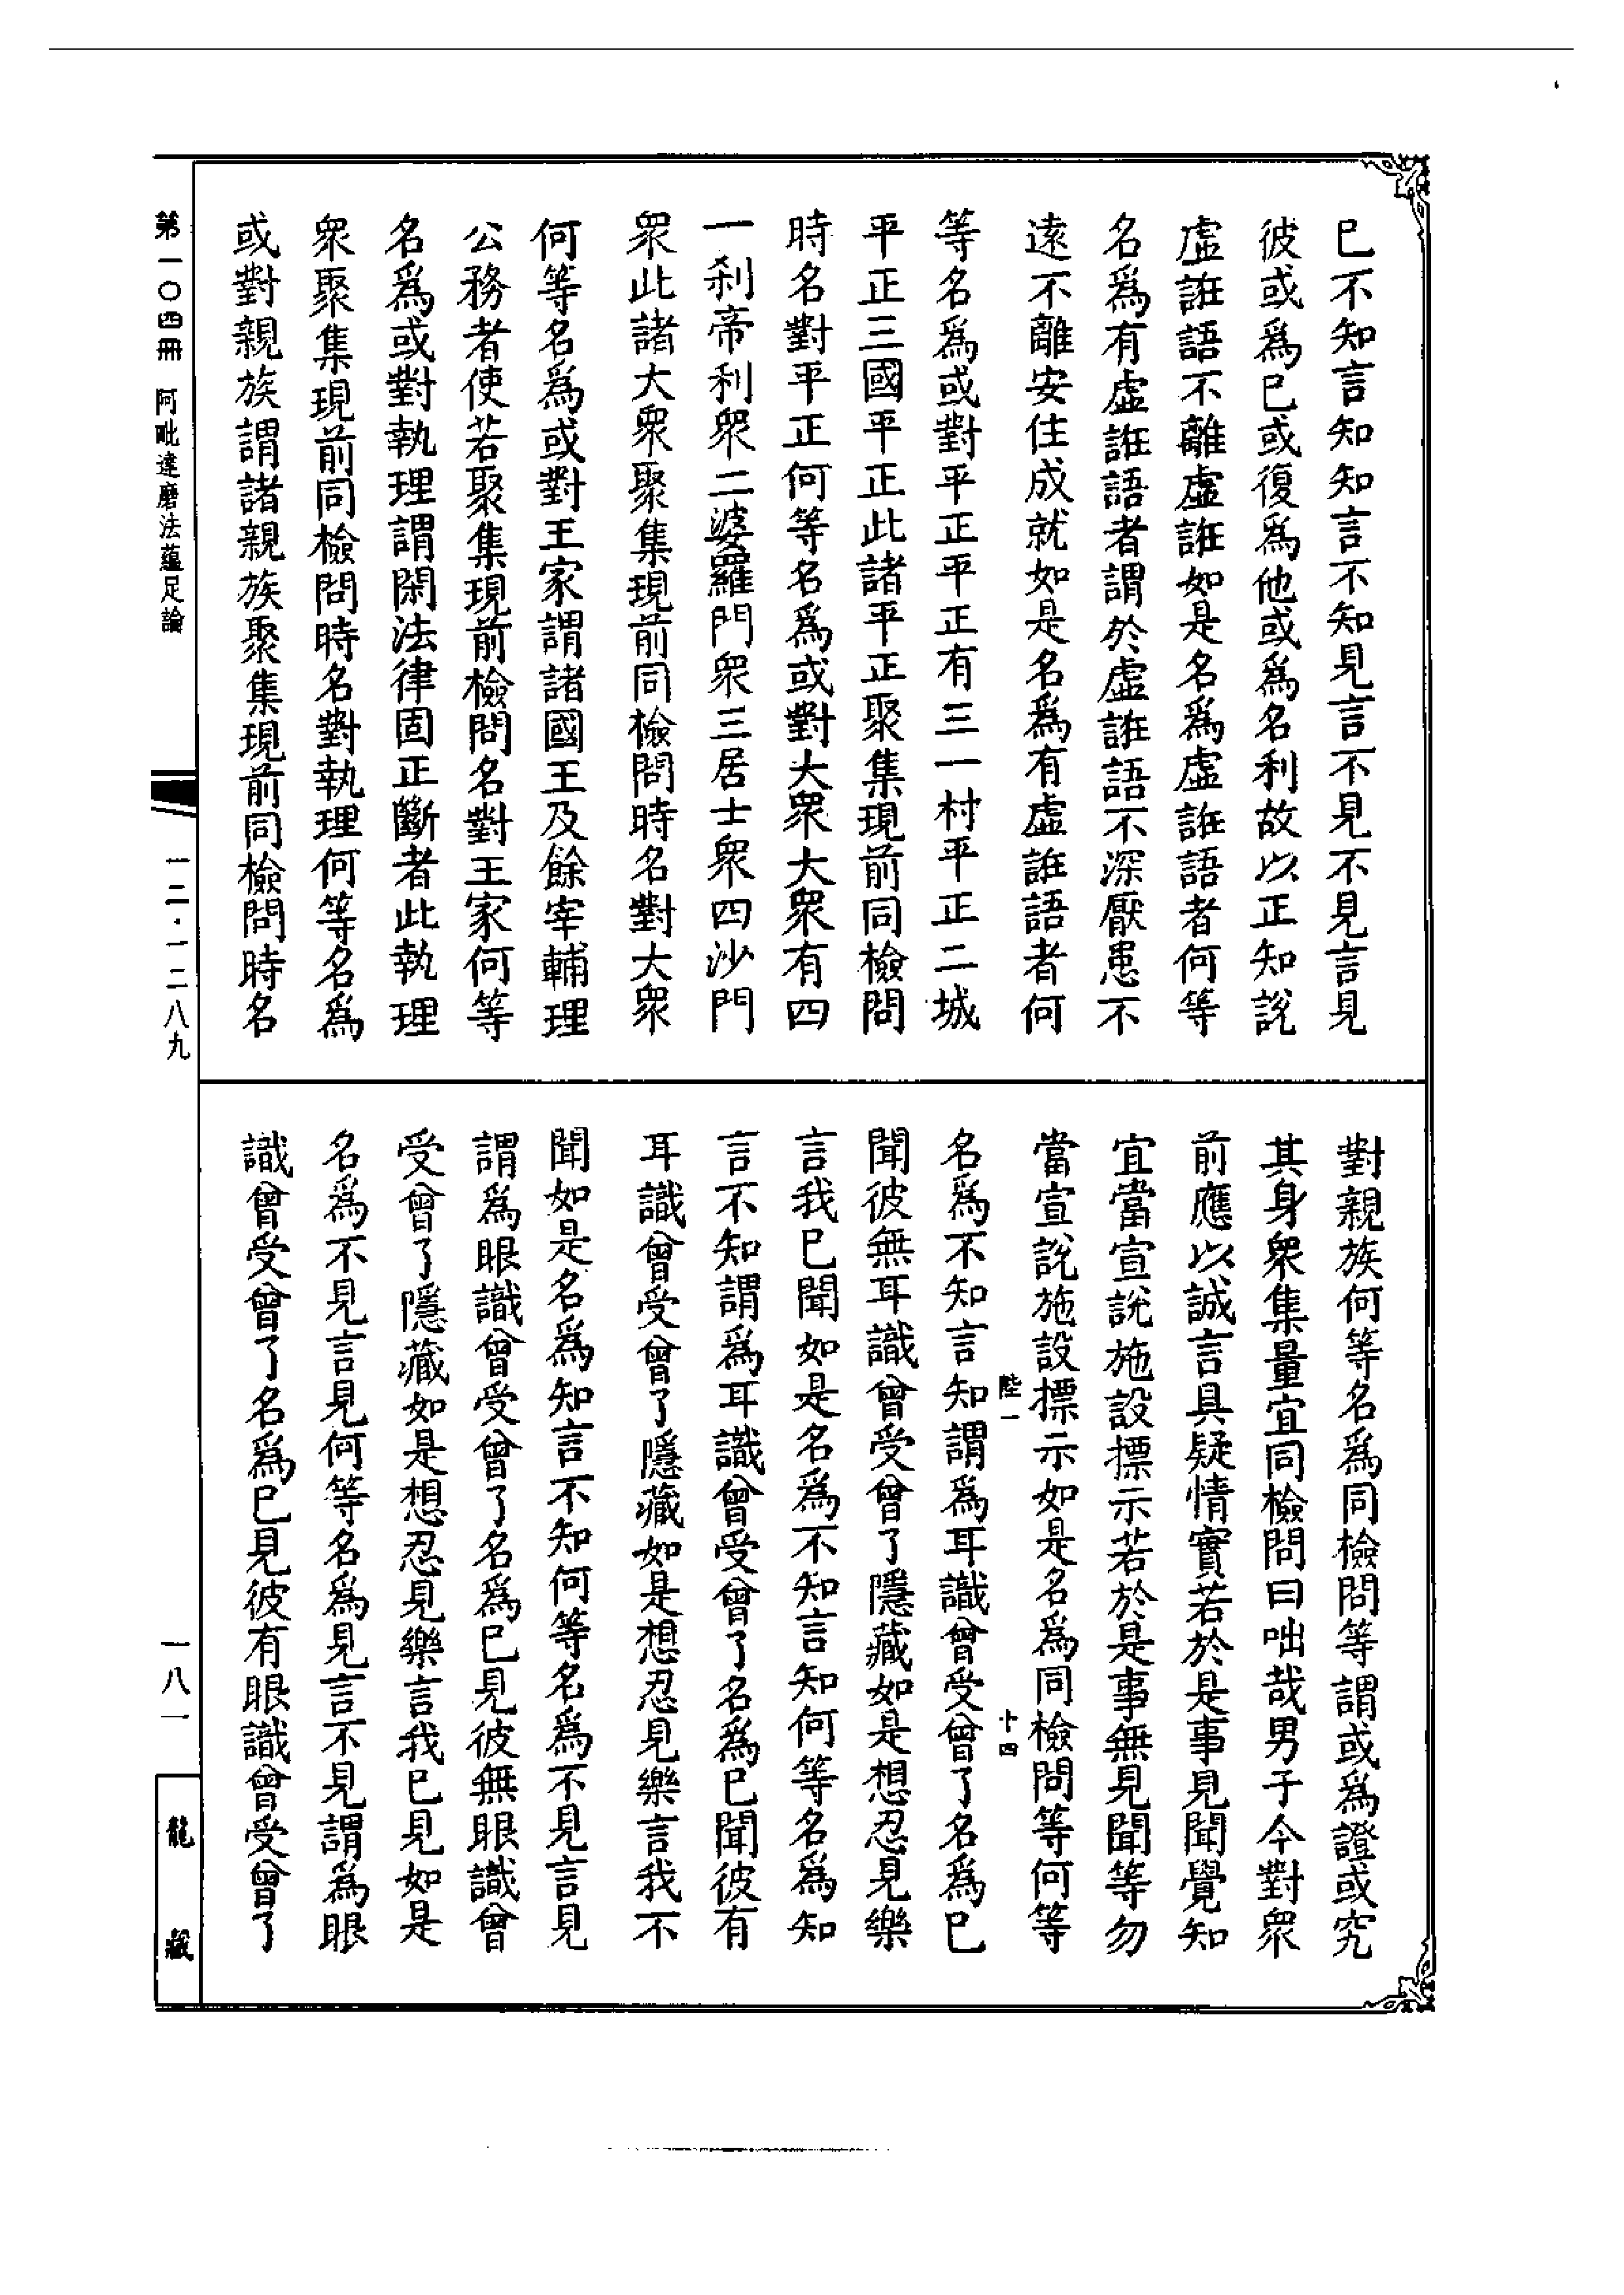 已不知言知知言不知見言不見不見言見
彼或爲已或復爲他或爲名利故以正知說
虛誑語不離虛誑如是名爲虛誑語者何等
名爲有虛誑語者謂於虛誑語不深厭患不
遠不離安住成就如是名爲有虛誑語者何
等名爲或對平正平正有三一村平正二城
平正三國平正此諸平正聚集現前同檢問
時名對平正何等名爲或對大衆大衆有四
一刹帝利衆二婆羅門衆三居士衆四沙門
衆此諸大衆聚集現前同檢問時名對大衆
何等名爲或對王家謂諸國王及餘宰輔理
公務者使若聚集現前檢問名對王家何等
名爲或對執理謂閑法律固正斷者此執理
衆聚集現前同檢問時名對執理何等名爲
或對親族謂諸親族聚集現前同檢問時名
對親族何等名爲同檢問等謂或爲證或究
其身衆集量宜同檢問曰咄哉男子今對衆
前應以誠言具疑情實若於是事見聞覺知
宜當宣說施設摽示若於是事無見聞等勿
當宣說施設摽示如是名爲同檢問等何等
陛一 十四
名爲不知言知謂爲耳識曾受曾了名爲已
聞彼無耳識曾受曾了隱藏如是想忍見樂
言我已聞如是名爲不知言知何等名爲知
言不知謂爲耳識曾受曾了名爲已聞彼有
耳識曾受曾了隱藏如是想忍見樂言我不
聞如是名爲知言不知何等名爲不見言見
謂爲眼識曾受曾了名爲已見彼無眼識曾
受曾了隱藏如是想忍見樂言我已見如是
名爲不見言見何等名爲見言不見謂爲眼
識曾受曾了名爲已見彼有眼識曾受曾了
第一〇四冊 阿毗達磨法蘊足論
一二·一二八九
一八一
龍藏